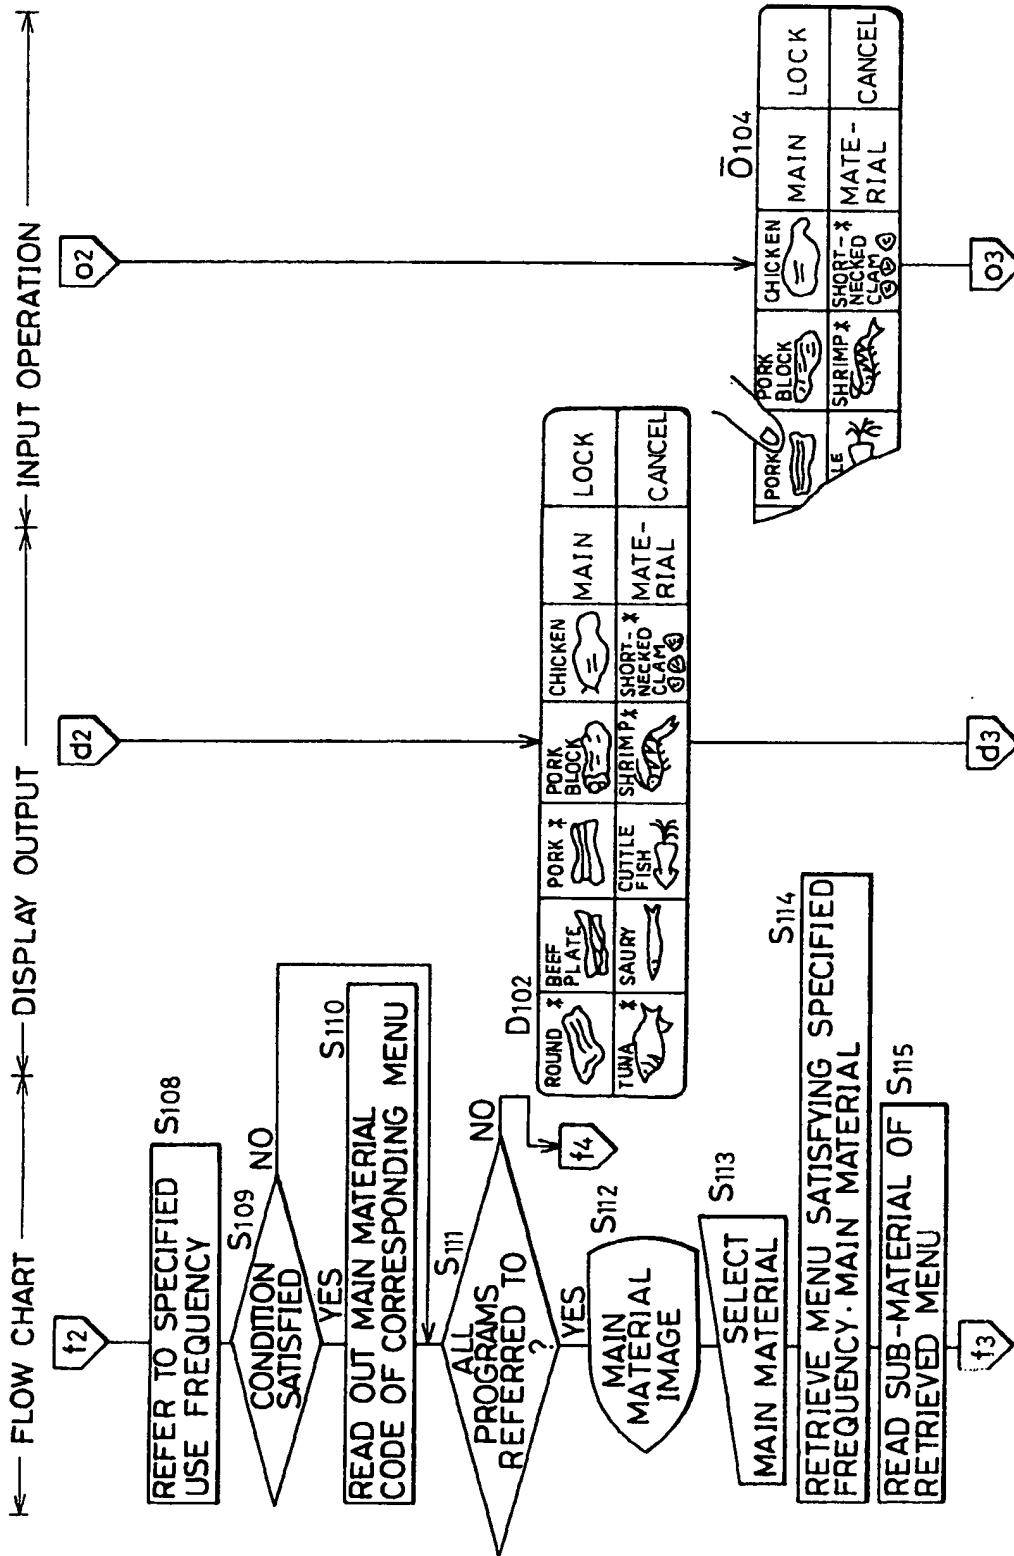 FLOW CHART
DISPLAY OUTPUT
INPUT OPERATION
f2
REFER TO SPECIFIED
USE FREQUENCY
S108
CONDITION
SATISFIED
S109
NO
YES
READ OUT MAIN MATERIAL
CODE OF CORRESPONDING MENU
S110
ALL
PROGRAMS
REFERRED TO
?
S111
NO
f4
YES
MAIN
MATERIAL
IMAGE
S112
SELECT
MAIN MATERIAL
S113
RETRIEVE MENU SATISFYING SPECIFIED
FREQUENCY · MAIN MATERIAL
S114
READ SUB-MATERIAL OF
RETRIEVED MENU
S115
f3
d2
D102
ROUND *
BEEF
PLATE
PORK *
PORK
BLOCK
CHICKEN
MAIN
LOCK
TUNA *
SAURY
CUTTLE
FISH
SHRIMP *
SHORT- *
NECKED
CLAM
MATE-
RIAL
CANCEL
d3
o2
O104
PORK
PORK
BLOCK
CHICKEN
MAIN
LOCK
LE
SHRIMP *
SHORT- *
NECKED
CLAM
MATE-
RIAL
CANCEL
o3